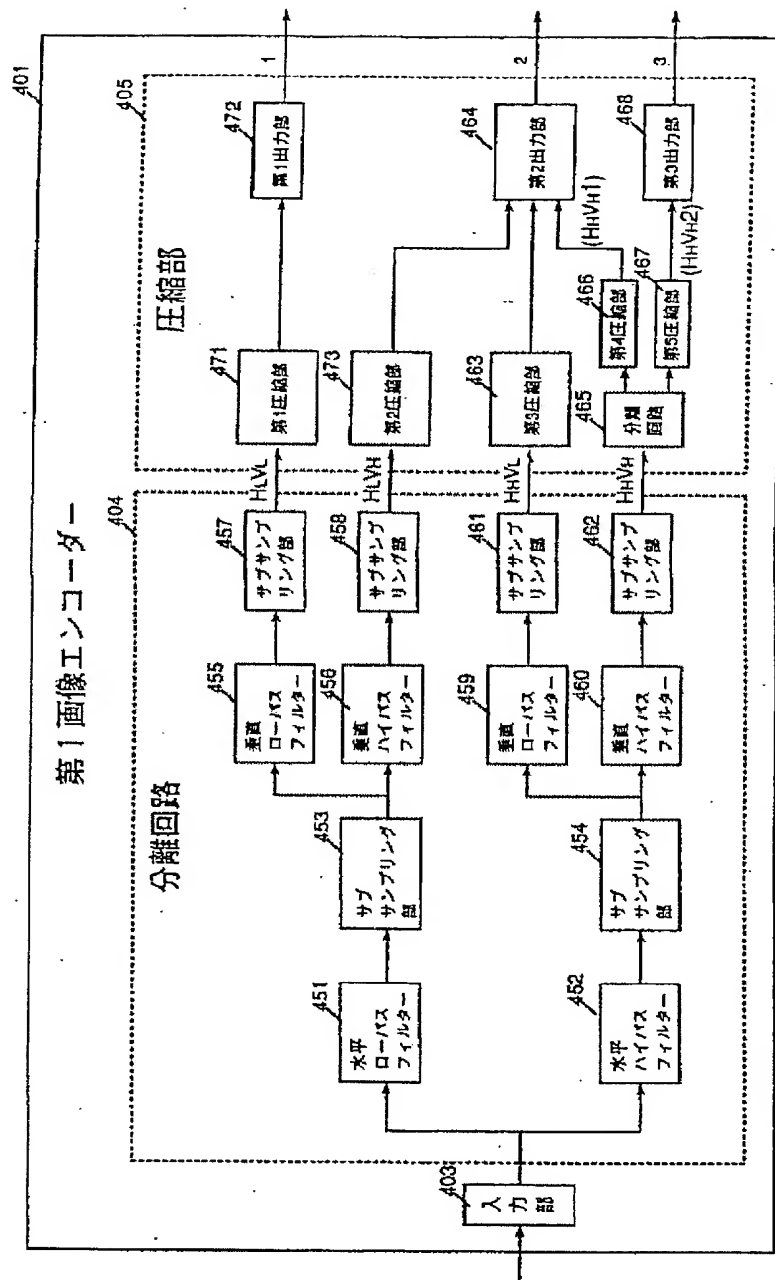 第1画像エンコーダー
401
403
入力部
404
分離回路
451
水平
ローパス
フィルター
452
水平
ハイパス
フィルター
453
サブ
サンプリング
部
454
サブ
サンプリング
部
455
垂直
ローパス
フィルター
456
垂直
ハイパス
フィルター
459
垂直
ローパス
フィルター
460
垂直
ハイパス
フィルター
457
サブサンプ
リング部
458
サブサンプ
リング部
461
サブサンプ
リング部
462
サブサンプ
リング部
HLVL
HLVH
HHVL
HHVH
405
圧縮部
471
第1圧縮部
473
第2圧縮部
463
第3圧縮部
465
分類
回路
466
第4圧縮部
467
第5圧縮部
(HHVH1)
(HHVH2)
472
第1出力部
464
第2出力部
468
第3出力部
1
2
3